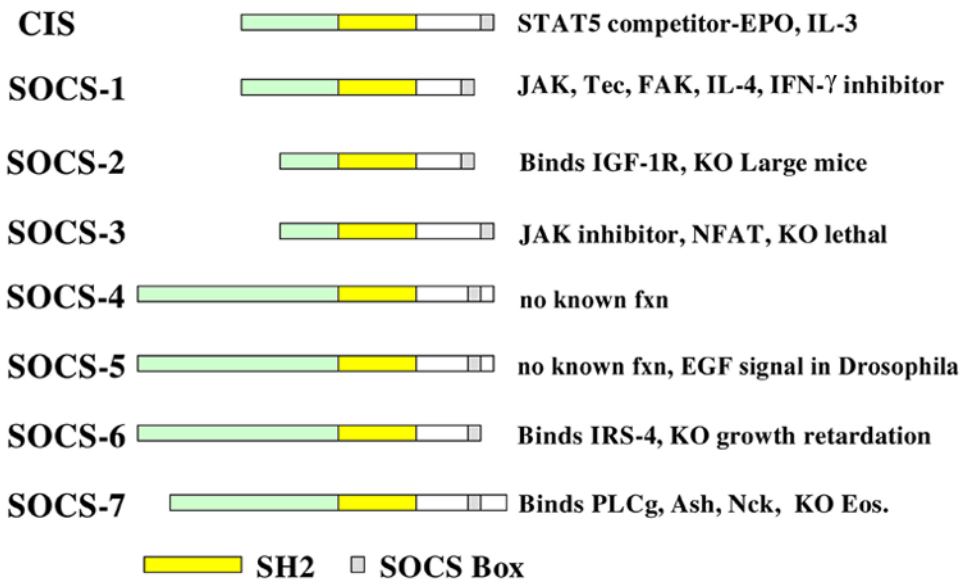 CIS STAT5 competitor-EPO, IL-3
SOCS-1 JAK, Tec, FAK, IL-4, IFN-γ inhibitor
SOCS-2 Binds IGF-1R, KO Large mice
SOCS-3 JAK inhibitor, NFAT, KO lethal
SOCS-4 no known fxn
SOCS-5 no known fxn, EGF signal in Drosophila
SOCS-6 Binds IRS-4, KO growth retardation
SOCS-7 Binds PLCg, Ash, Nck, KO Eos.
SH2 SOCS Box